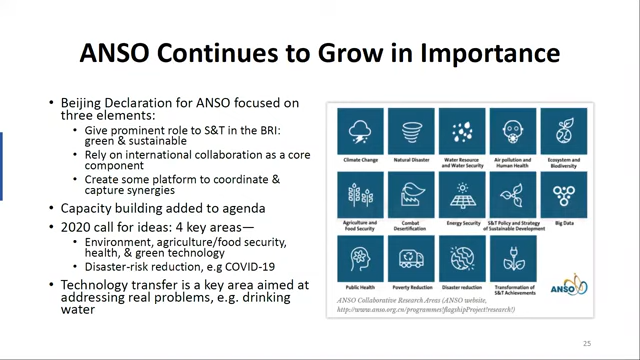 ANSO Continues to Grow in Importance
• Beijing Declaration for ANSO focused on
three elements:
• Give prominent role to S&T in the BRI:
green & sustainable
• Rely on international collaboration as a core
component
• Create some platform to coordinate &
capture synergies
• Capacity building added to agenda
• 2020 call for ideas: 4 key areas—
• Environment, agriculture/food security,
health, & green technology
• Disaster-risk reduction, e.g COVID-19
• Technology transfer is a key area aimed at
addressing real problems, e.g. drinking
water
Climate Change
Natural Disaster
Water Resource
and Water Security
Air pollution and
Human Health
Ecosystem and
Biodiversity
Agriculture and
Food Security
Combat
Desertification
Energy Security
S&T Policy and Strategy
of Sustainable Development
Big Data
Public Health
Poverty Reduction
Disaster reduction
Transformation of
S&T Achievements
ANSO
ANSO Collaborative Research Areas (ANSO website,
http://www.anso.org.cn/programmes/flagshipProject/research/)
25